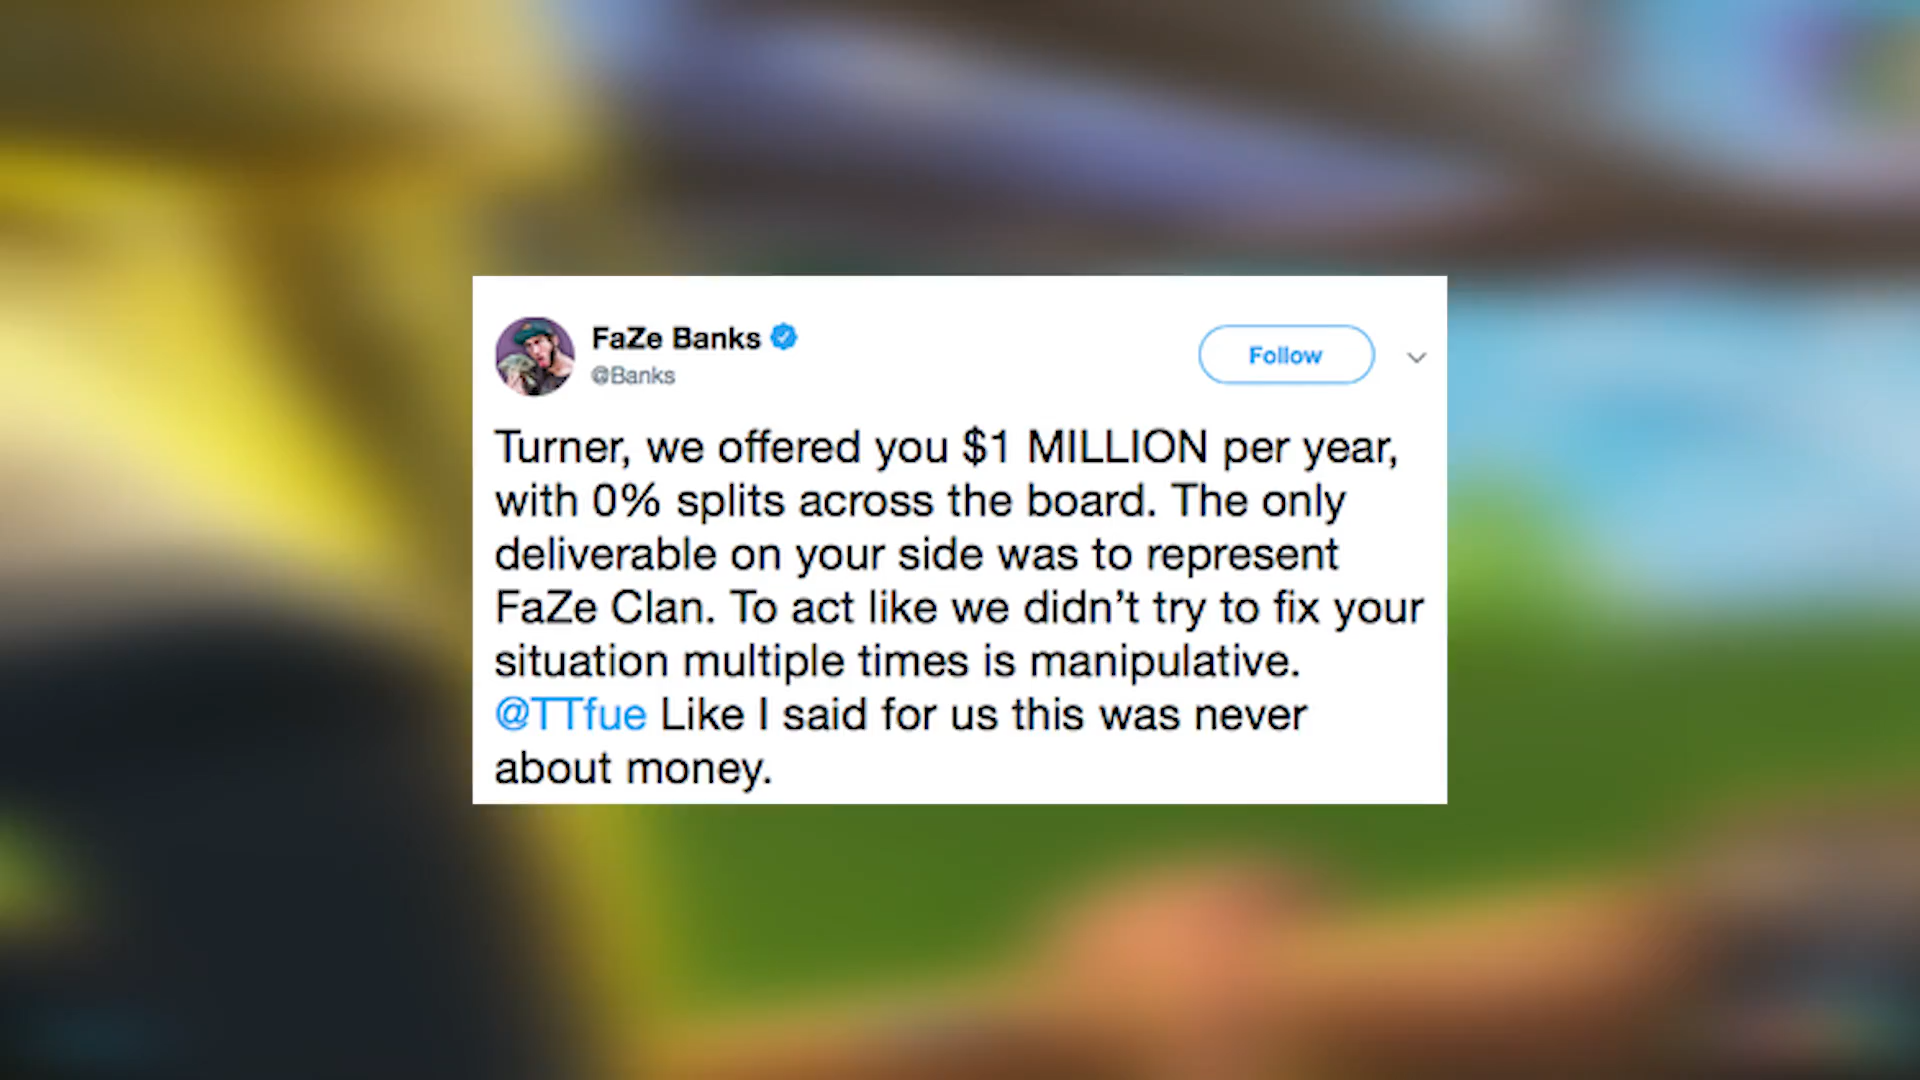 FaZe Banks
@Banks
Follow
Turner, we offered you $1 MILLION per year,
with 0% splits across the board. The only
deliverable on your side was to represent
FaZe Clan. To act like we didn’t try to fix your
situation multiple times is manipulative.
@TTfue Like I said for us this was never
about money.